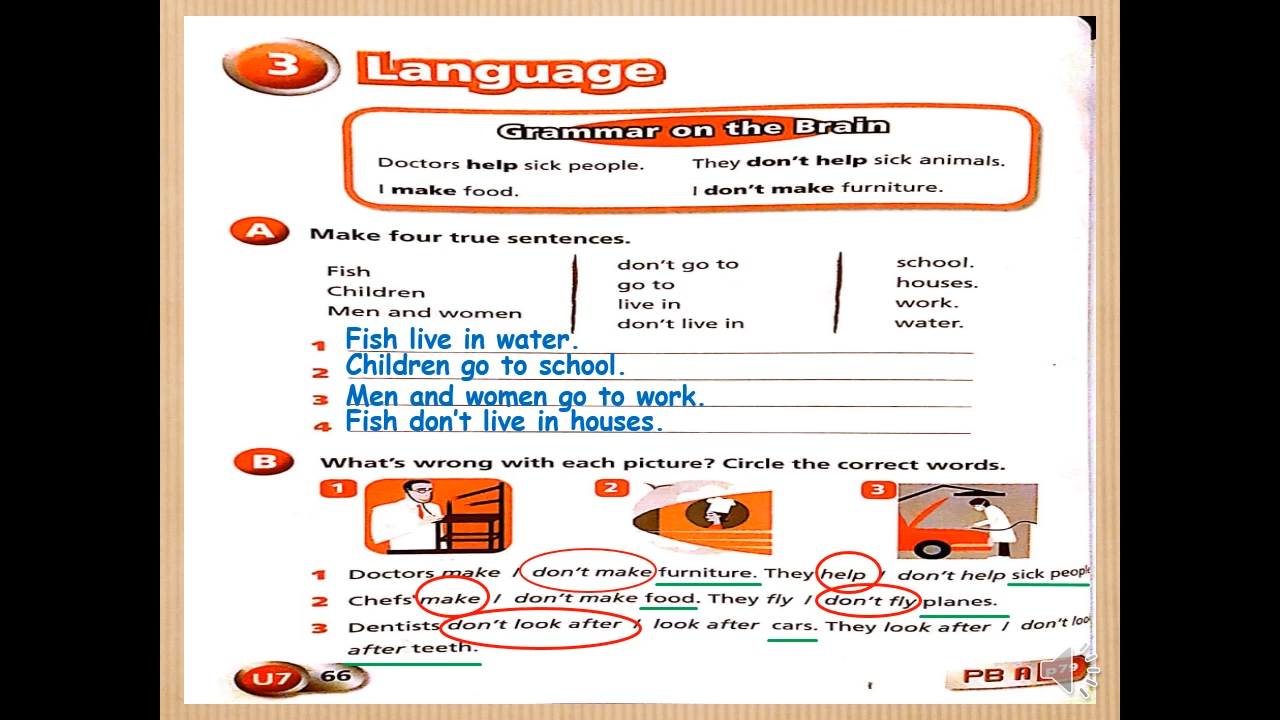 3 Language
Grammar on the Brain
Doctors help sick people. They don't help sick animals.
I make food. I don't make furniture.
A Make four true sentences.
Fish don't go to school.
Children go to houses.
Men and women live in work.
don't live in water.
1 Fish live in water.
2 Children go to school.
3 Men and women go to work.
4 Fish don't live in houses.
B What's wrong with each picture? Circle the correct words.
1 2 3
1 Doctors make / don't make furniture. They help / don't help sick people
2 Chefs make / don't make food. They fly / don't fly planes.
3 Dentists don't look after / look after cars. They look after / don't loo
after teeth.
U7 66 PB A p79